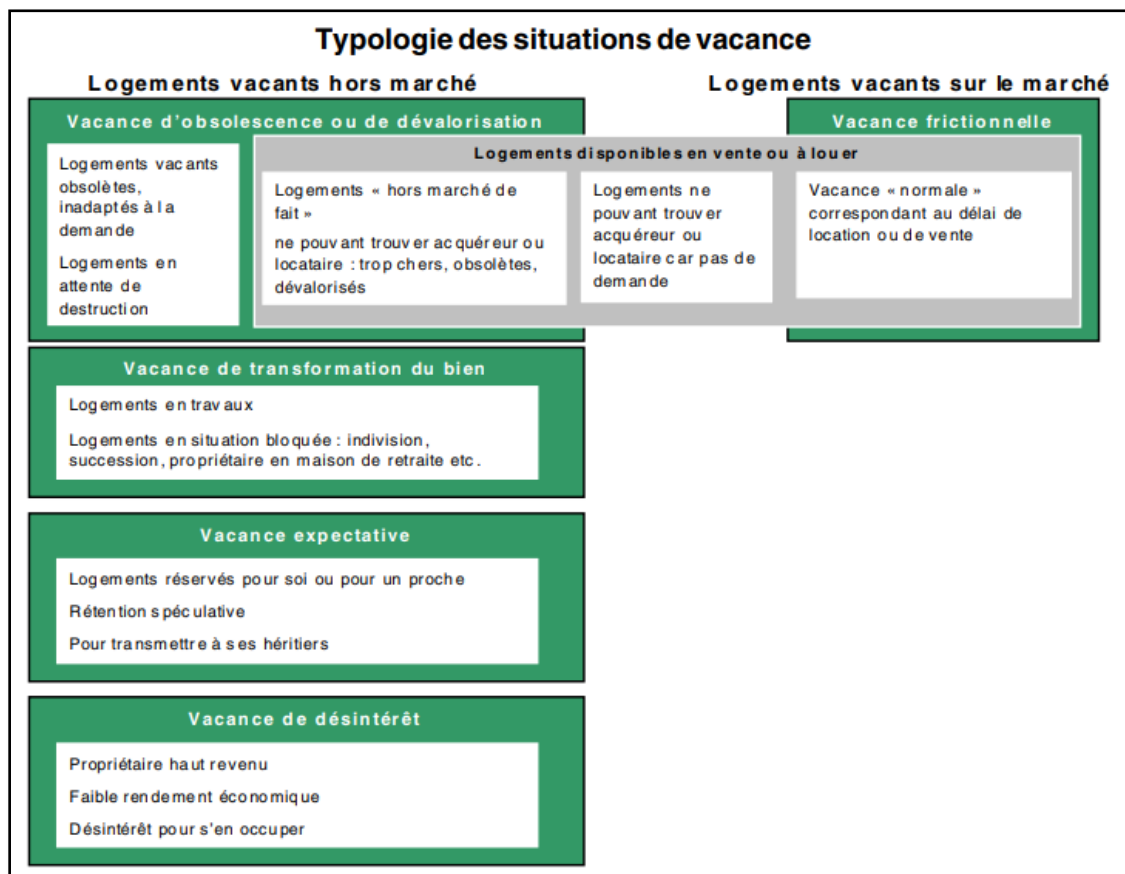 Typologie des situations de vacance
Logements vacants hors marché
Logements vacants sur le marché
Vacance d'obsolescence ou de dévalorisation
Vacance frictionnelle
Logements disponibles en vente ou à louer
Logements vacants
obsolètes,
inadaptés à la
demande
Logements en
attente de
destruction
Logements « hors marché de
fait »
ne pouvant trouver acquéreur ou
locataire : trop chers, obsolètes,
dévalorisés
Logements ne
pouvant trouver
acquéreur ou
locataire car pas de
demande
Vacance « normale »
correspondant au délai de
location ou de vente
Vacance de transformation du bien
Logements en travaux
Logements en situation bloquée : indivision,
succession, propriétaire en maison de retraite etc.
Vacance expectative
Logements réservés pour soi ou pour un proche
Rétention spéculative
Pour transmettre à ses héritiers
Vacance de désintérêt
Propriétaire haut revenu
Faible rendement économique
Désintérêt pour s'en occuper